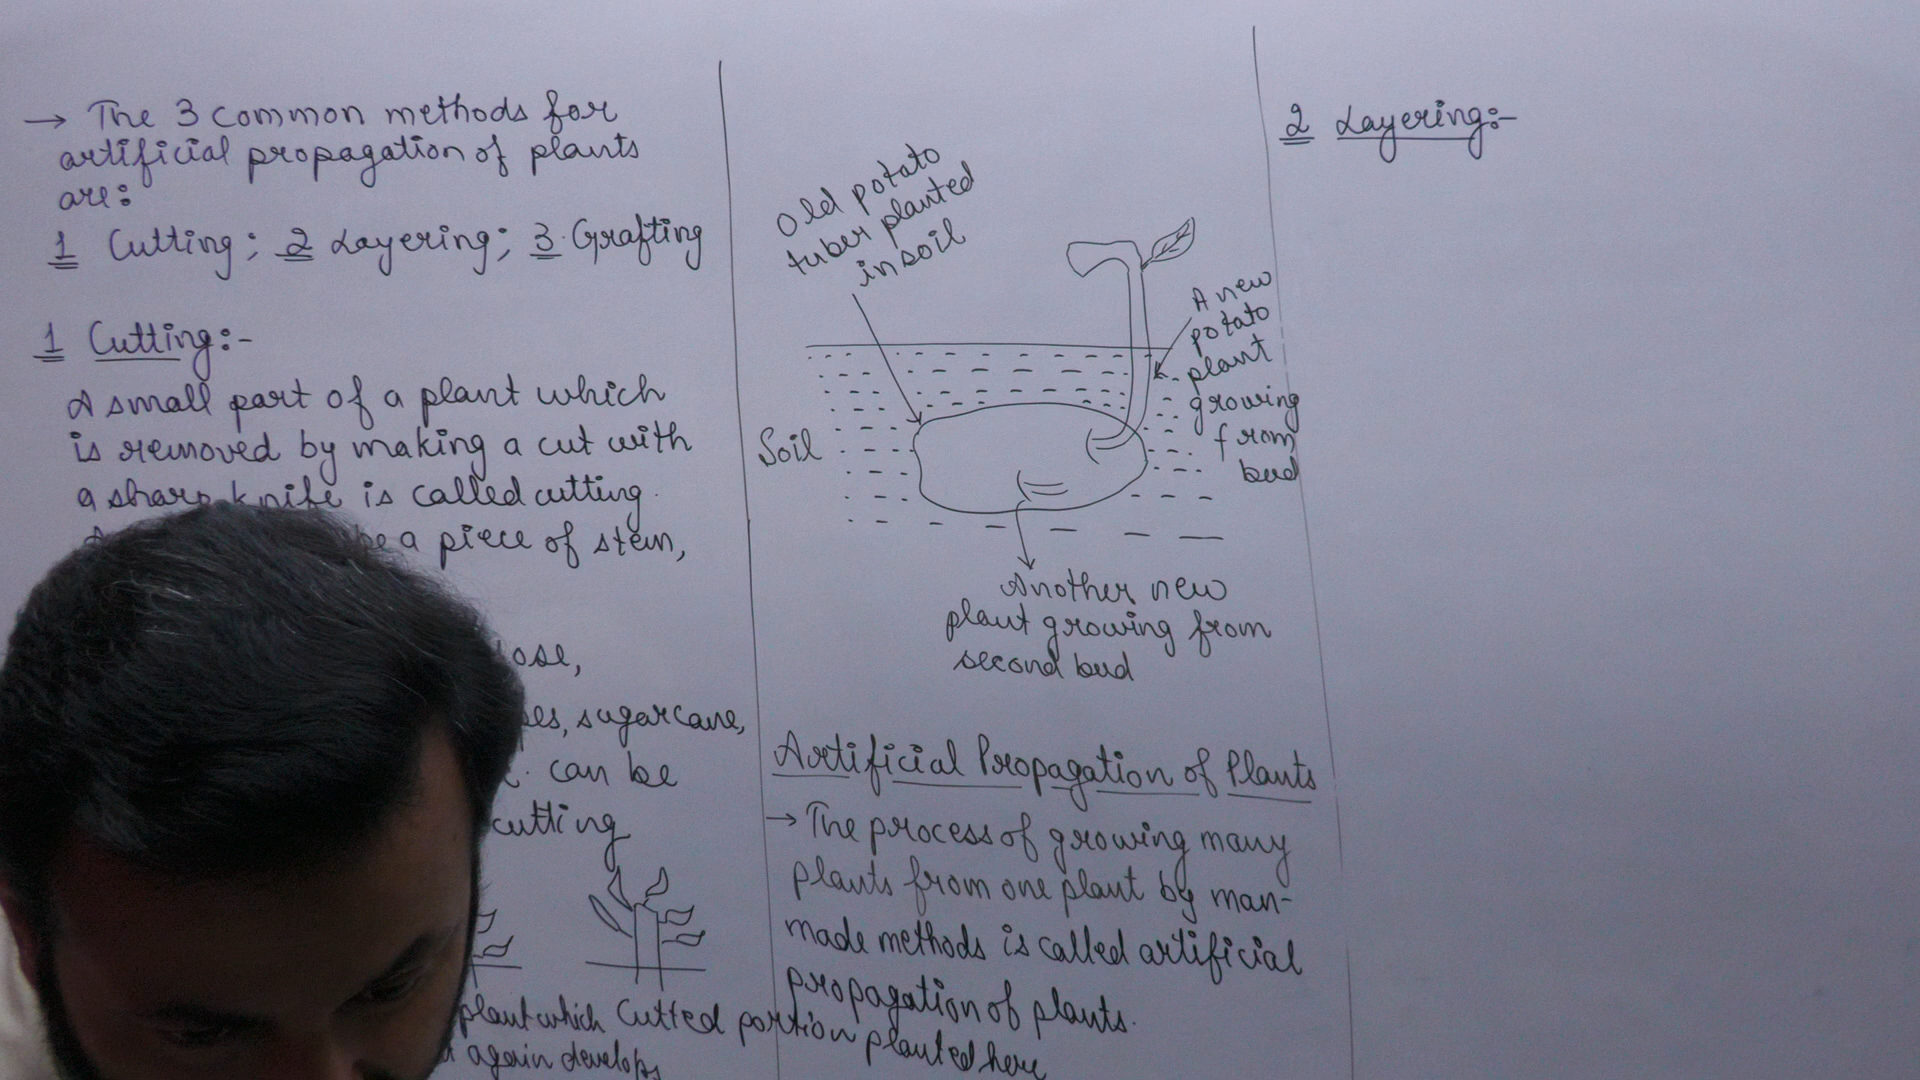 → The 3 common methods for
artificial propagation of plants
are:
1 Cutting; 2 Layering; 3. Grafting
1 Cutting:-
A small part of a plant which
is removed by making a cut with
a sharp knife is called cutting.
be a piece of stem,
sugarcane,
can be
cutting
plant which
again develops
Cutted portion
planted here
Old potato
tuber planted
in soil
A new
potato
plant
growing
from
bud
Soil
Another new
plant growing from
second bud
Artificial Propagation of Plants
→ The process of growing many
plants from one plant by man-
made methods is called artificial
propagation of plants.
2 Layering:-